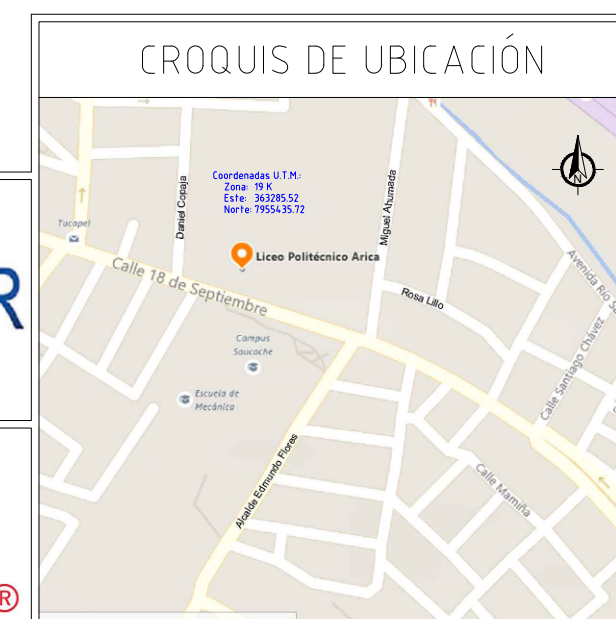 CROQUIS DE UBICACIÓN
Coordenadas U.T.M.:
Zona: 19 K
Este: 363285.52
Norte: 7955435.72
Daniel Copaja
Miguel Ahumada
Tucapel
Liceo Politécnico Arica
Calle 18 de Septiembre
Rosa Lillo
Avenida Río S
Campus
Saucache
Calle Santiago Chávez
Escuela de
Mecánica
Alcalde Edmundo Flores
Calle Mamiña
N
R
®